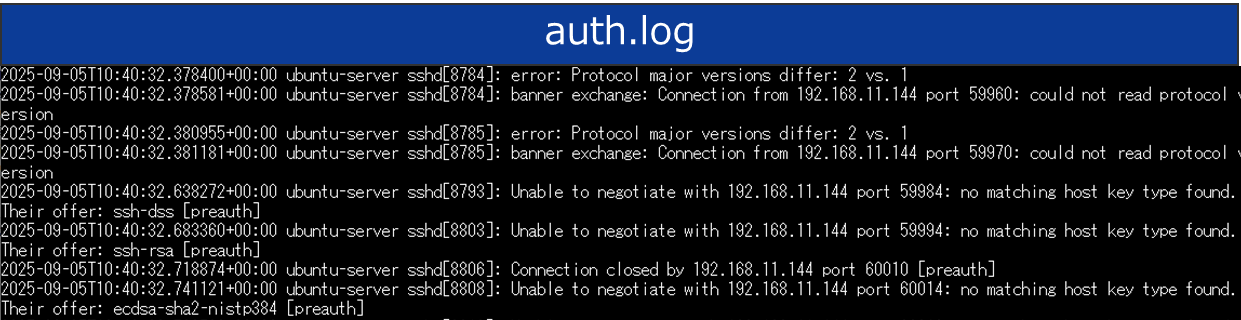 auth.log
2025-09-05T10:40:32.378400+00:00 ubuntu-server sshd[8784]: error: Protocol major versions differ: 2 vs. 1
2025-09-05T10:40:32.378581+00:00 ubuntu-server sshd[8784]: banner exchange: Connection from 192.168.11.144 port 59960: could not read protocol v
ersion
2025-09-05T10:40:32.380955+00:00 ubuntu-server sshd[8785]: error: Protocol major versions differ: 2 vs. 1
2025-09-05T10:40:32.381181+00:00 ubuntu-server sshd[8785]: banner exchange: Connection from 192.168.11.144 port 59970: could not read protocol v
ersion
2025-09-05T10:40:32.638272+00:00 ubuntu-server sshd[8793]: Unable to negotiate with 192.168.11.144 port 59984: no matching host key type found.
Their offer: ssh-dss [preauth]
2025-09-05T10:40:32.683360+00:00 ubuntu-server sshd[8803]: Unable to negotiate with 192.168.11.144 port 59994: no matching host key type found.
Their offer: ssh-rsa [preauth]
2025-09-05T10:40:32.718874+00:00 ubuntu-server sshd[8806]: Connection closed by 192.168.11.144 port 60010 [preauth]
2025-09-05T10:40:32.741121+00:00 ubuntu-server sshd[8808]: Unable to negotiate with 192.168.11.144 port 60014: no matching host key type found.
Their offer: ecdsa-sha2-nistp384 [preauth]